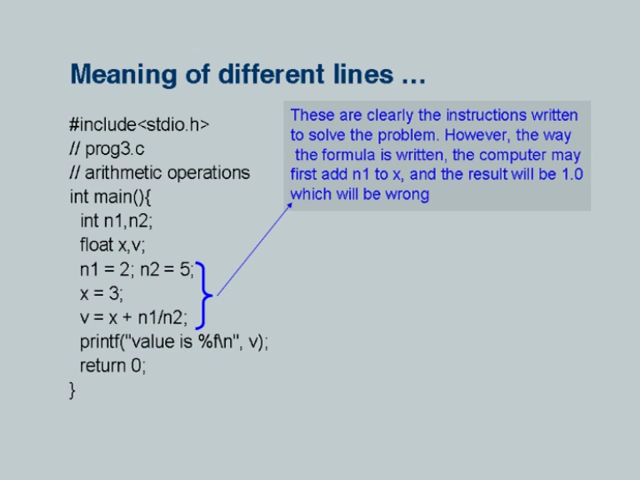 Meaning of different lines …
#include<stdio.h>
// prog3.c
// arithmetic operations
int main(){
int n1,n2;
float x,v;
n1 = 2; n2 = 5;
x = 3;
v = x + n1/n2;
printf("value is %f\n", v);
return 0;
}
These are clearly the instructions written
to solve the problem. However, the way
the formula is written, the computer may
first add n1 to x, and the result will be 1.0
which will be wrong